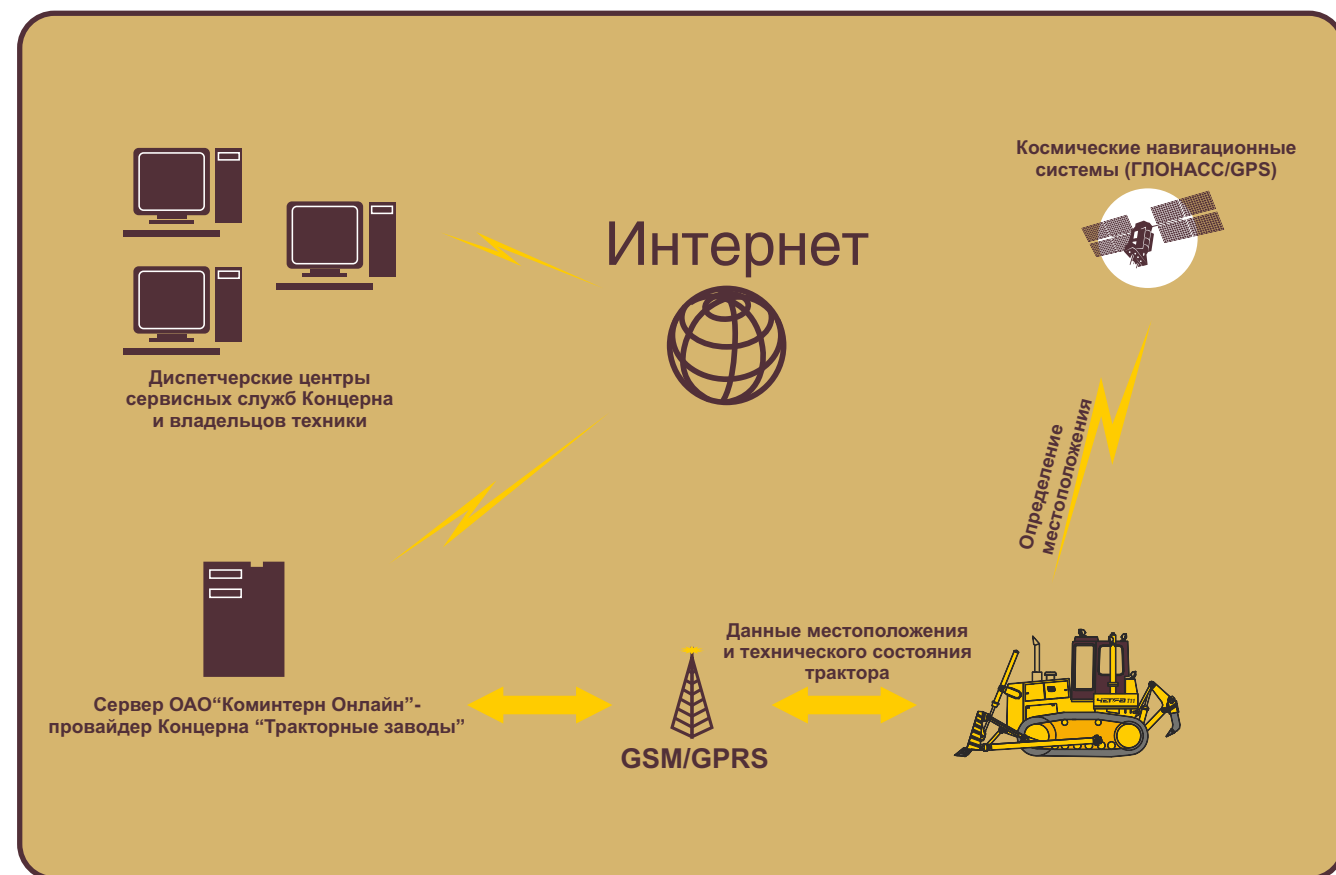 Космические навигационные
системы (ГЛОНАСС/GPS)
Интернет
Диспетчерские центры
сервисных служб Концерна
и владельцов техники
Определение
местоположения
Данные местоположения
и технического состояния
трактора
Сервер ОАО“Коминтерн Онлайн”-
провайдер Концерна “Тракторные заводы”
GSM/GPRS